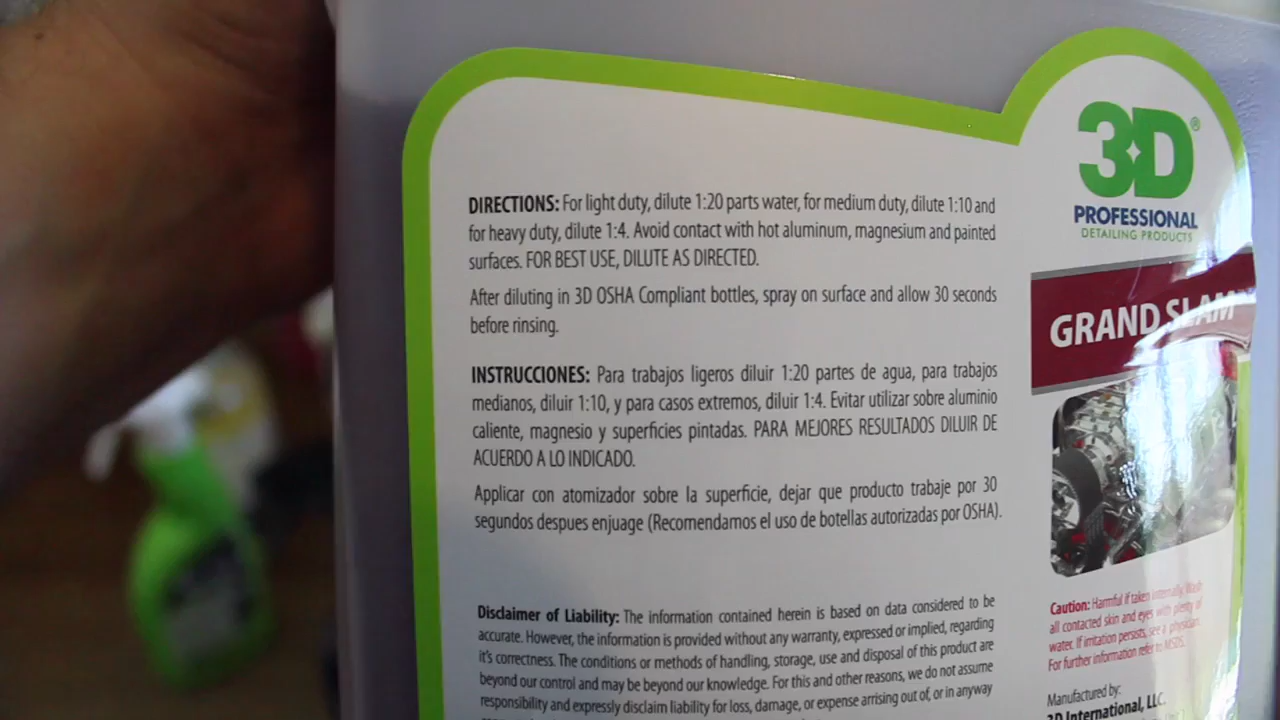 DIRECTIONS: For light duty, dilute 1:20 parts water, for medium duty, dilute 1:10 and
for heavy duty, dilute 1:4. Avoid contact with hot aluminum, magnesium and painted
surfaces. FOR BEST USE, DILUTE AS DIRECTED.
After diluting in 3D OSHA Compliant bottles, spray on surface and allow 30 seconds
before rinsing.
INSTRUCCIONES: Para trabajos ligeros diluir 1:20 partes de agua, para trabajos
medianos, diluir 1:10, y para casos extremos, diluir 1:4. Evitar utilizar sobre aluminio
caliente, magnesio y superficies pintadas. PARA MEJORES RESULTADOS DILUIR DE
ACUERDO A LO INDICADO.
Applicar con atomizador sobre la superficie, dejar que producto trabaje por 30
segundos despues enjuage (Recomendamos el uso de botellas autorizadas por OSHA).
Disclaimer of Liability: The information contained herein is based on data considered to be
accurate. However, the information is provided without any warranty, expressed or implied, regarding
it's correctness. The conditions or methods of handling, storage, use and disposal of this product are
beyond our control and may be beyond our knowledge. For this and other reasons, we do not assume
responsibility and expressly disclaim liability for loss, damage, or expense arising out of, or in anyway
3D®
PROFESSIONAL
DETAILING PRODUCTS
GRAND SLAM
Caution: Harmful if taken internally. Wash
all contacted skin and eyes with plenty of
water. If irritation persists, see a physician.
For further information refer to MSDS.
Manufactured by:
3D International, LLC.